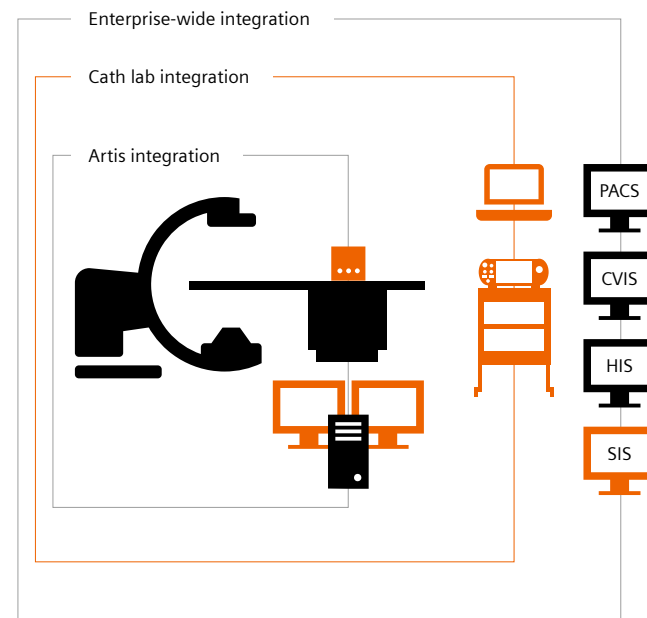 Enterprise-wide integration
Cath lab integration
Artis integration
PACS
CVIS
HIS
SIS